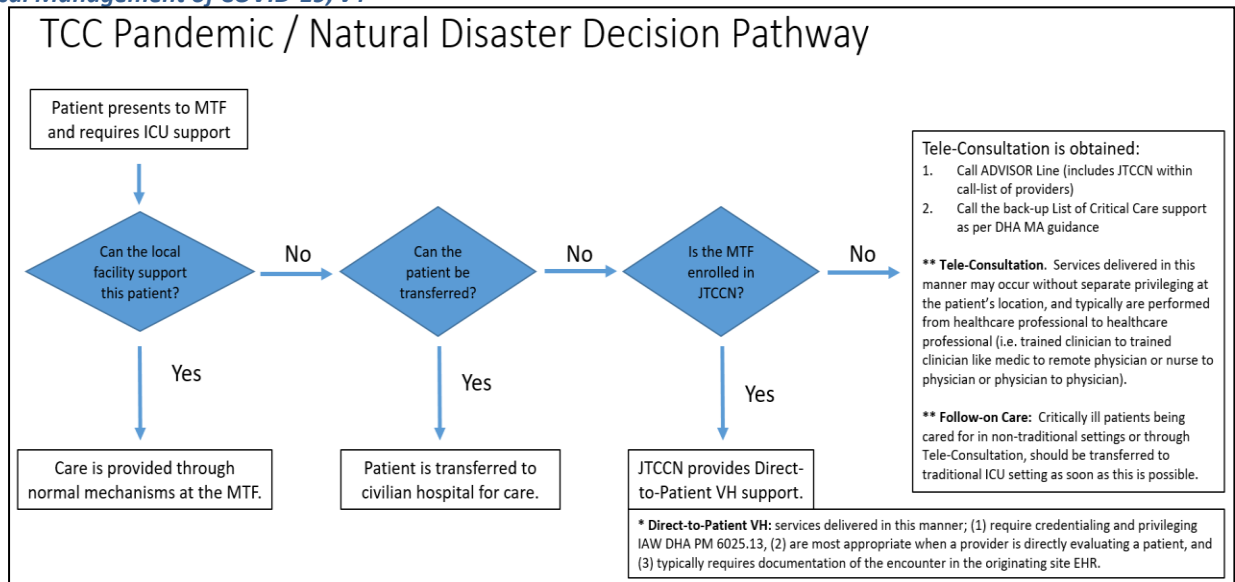 TCC Pandemic / Natural Disaster Decision Pathway
Patient presents to MTF
and requires ICU support
Can the local
facility support
this patient?
No
Can the
patient be
transferred?
No
Is the MTF
enrolled in
JTCCN?
No
Yes
Yes
Yes
Care is provided through
normal mechanisms at the MTF.
Patient is transferred to
civilian hospital for care.
JTCCN provides Direct-
to-Patient VH support.
* Direct-to-Patient VH: services delivered in this manner; (1) require credentialing and privileging
IAW DHA PM 6025.13, (2) are most appropriate when a provider is directly evaluating a patient, and
(3) typically requires documentation of the encounter in the originating site EHR.
Tele-Consultation is obtained:
1. Call ADVISOR Line (includes JTCCN within
call-list of providers)
2. Call the back-up List of Critical Care support
as per DHA MA guidance
** Tele-Consultation. Services delivered in this
manner may occur without separate privileging at
the patient's location, and typically are performed
from healthcare professional to healthcare
professional (i.e. trained clinician to trained
clinician like medic to remote physician or nurse to
physician or physician to physician).
** Follow-on Care: Critically ill patients being
cared for in non-traditional settings or through
Tele-Consultation, should be transferred to
traditional ICU setting as soon as this is possible.